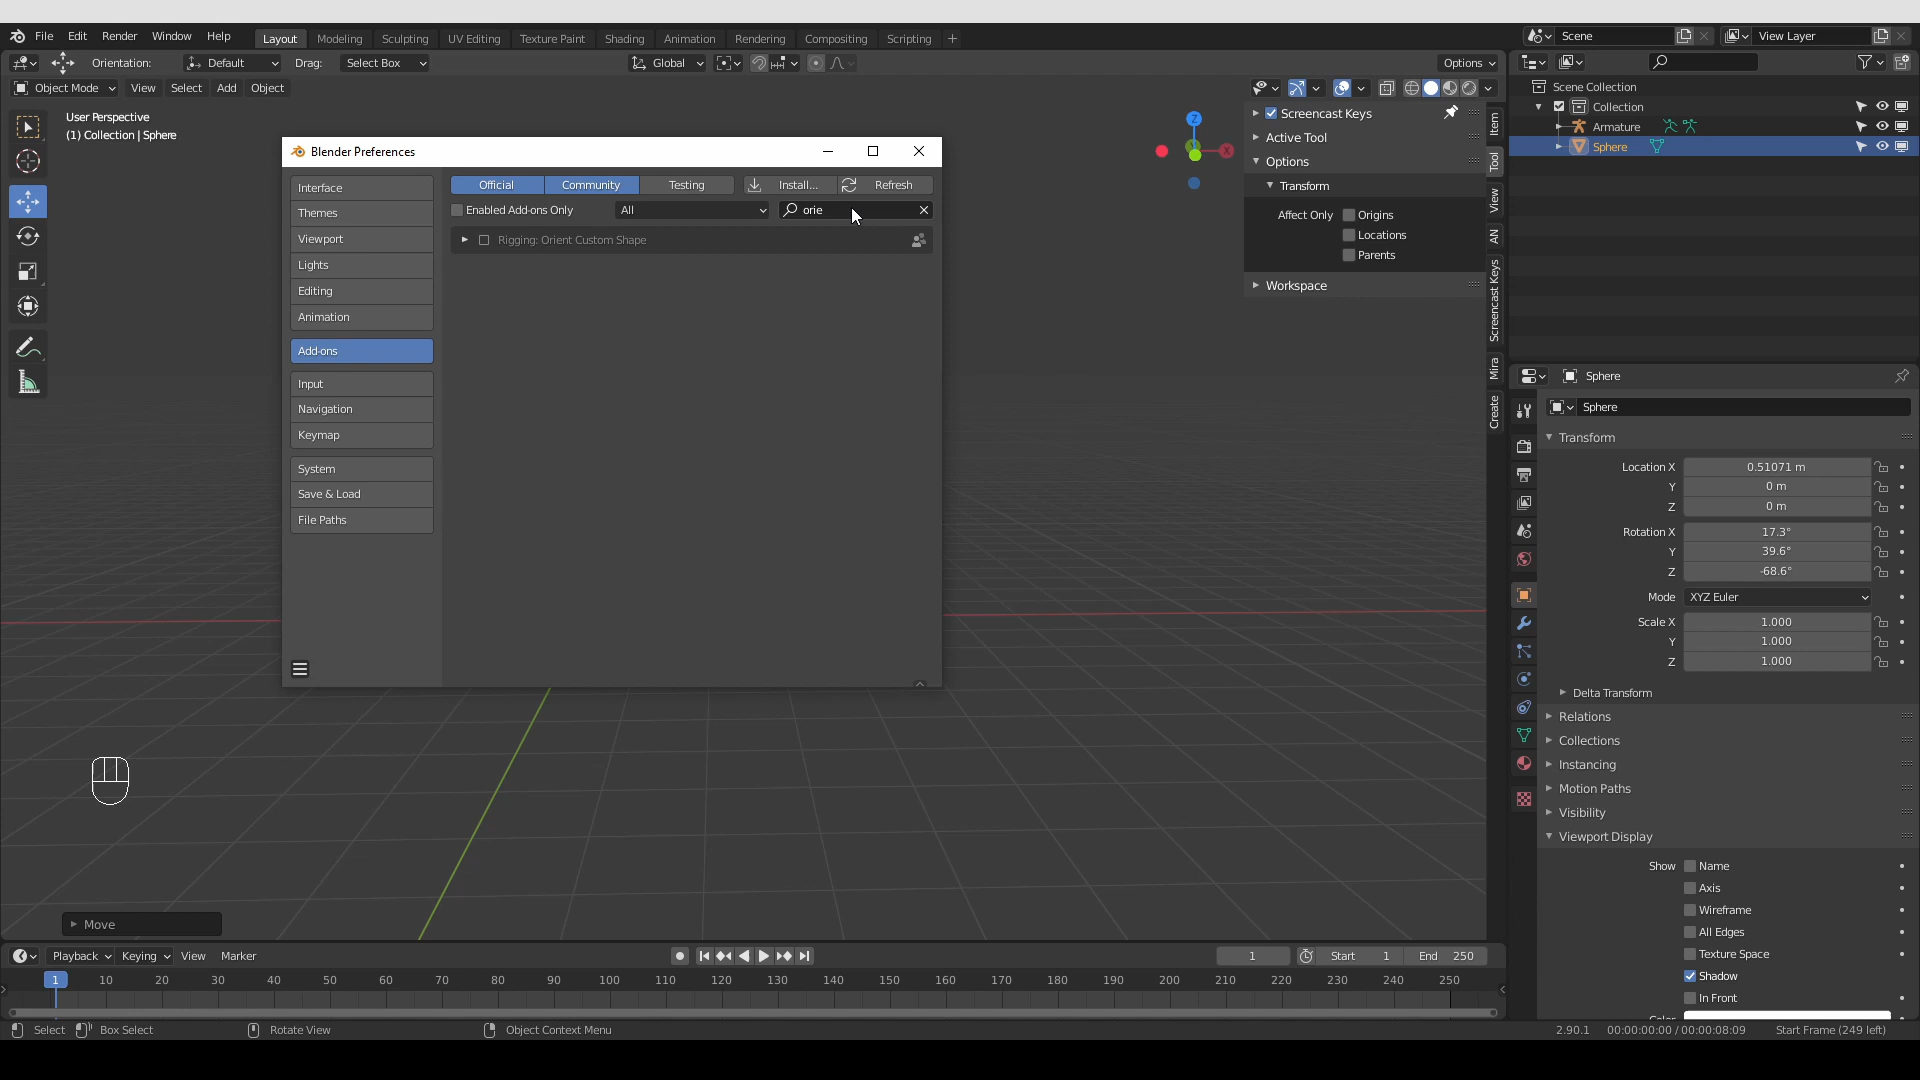 File Edit Render Window Help Layout Modeling Sculpting UV Editing Texture Paint Shading Animation Rendering Compositing Scripting + Scene View Layer
Orientation: Default Drag: Select Box Global Options
Object Mode View Select Add Object
User Perspective
(1) Collection | Sphere
Z
X
Screencast Keys
Active Tool
Options
Transform
Affect Only Origins
Locations
Parents
Workspace
Item
Tool
View
AN
Screencast Keys
Mira
Create
Scene Collection
Collection
Armature
Sphere
Blender Preferences
Interface
Themes
Viewport
Lights
Editing
Animation
Add-ons
Input
Navigation
Keymap
System
Save & Load
File Paths
Official Community Testing Install... Refresh
Enabled Add-ons Only All orie
Rigging: Orient Custom Shape
Sphere
Sphere
Transform
Location X 0.51071 m
Y 0 m
Z 0 m
Rotation X 17.3°
Y 39.6°
Z -68.6°
Mode XYZ Euler
Scale X 1.000
Y 1.000
Z 1.000
Delta Transform
Relations
Collections
Instancing
Motion Paths
Visibility
Viewport Display
Show Name
Axis
Wireframe
All Edges
Texture Space
Shadow
In Front
Move
Playback Keying View Marker 1 Start 1 End 250
1 10 20 30 40 50 60 70 80 90 100 110 120 130 140 150 160 170 180 190 200 210 220 230 240 250
Select Box Select Rotate View Object Context Menu 2.90.1 00:00:00:00 / 00:00:08:09 Start Frame (249 left)